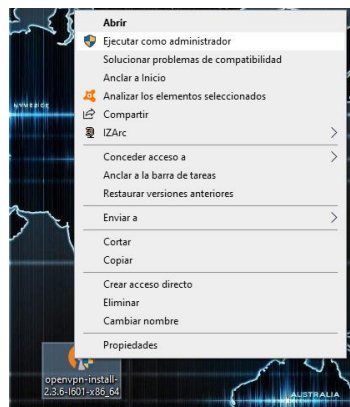 Abrir
Ejecutar como administrador
Solucionar problemas de compatibilidad
Anclar a Inicio
Analizar los elementos seleccionados
Compartir
IZArc
Conceder acceso a
Anclar a la barra de tareas
Restaurar versiones anteriores
Enviar a
Cortar
Copiar
Crear acceso directo
Eliminar
Cambiar nombre
Propiedades
openvpn-install-
2.3.6-I601-x86_64
AUSTRALIA